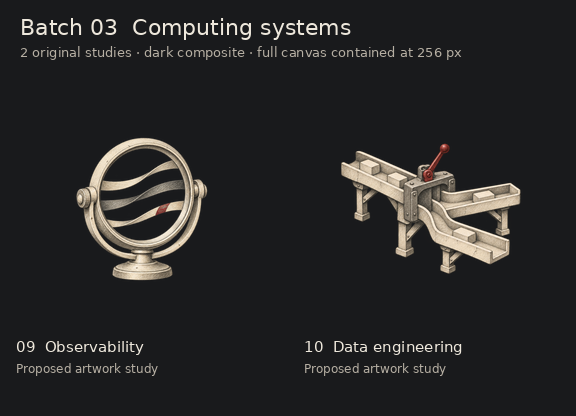 Batch 03  Computing systems
2 original studies · dark composite · full canvas contained at 256 px
09  Observability
Proposed artwork study
10  Data engineering
Proposed artwork study